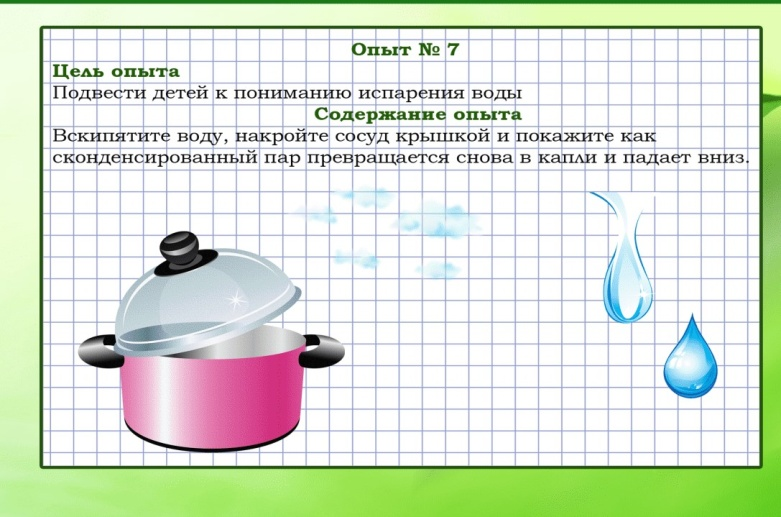 Опыт № 7
Цель опыта
Подвести детей к пониманию испарения воды
Содержание опыта
Вскипятите воду, накройте сосуд крышкой и покажите как
сконденсированный пар превращается снова в капли и падает вниз.